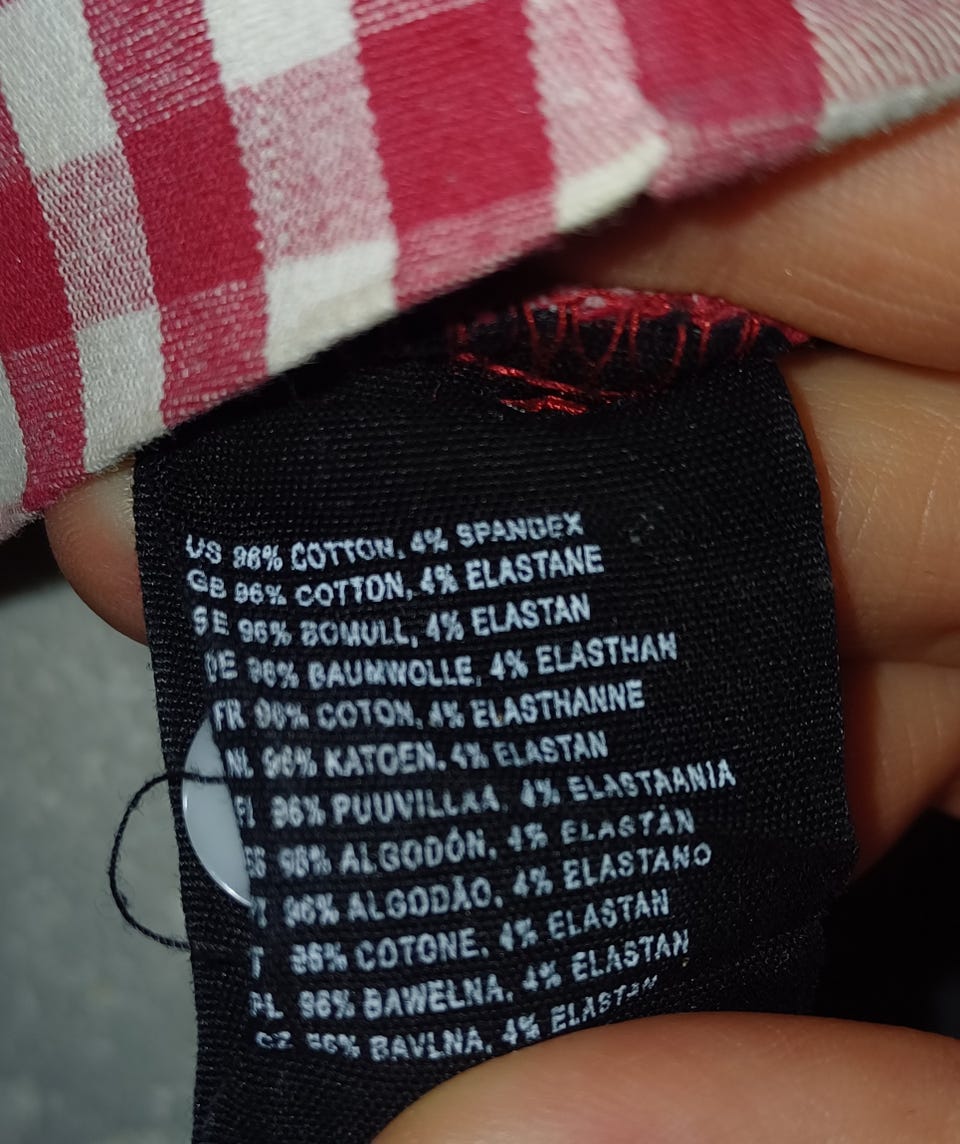 US 96% COTTON, 4% SPANDEX
GB 96% COTTON, 4% ELASTANE
SE 96% BOMULL, 4% ELASTAN
DE 96% BAUMWOLLE, 4% ELASTHAN
FR 96% COTON, 4% ELASTHANNE
NL 96% KATOEN, 4% ELASTAN
FI 96% PUUVILLAA, 4% ELASTAANIA
ES 96% ALGODÓN, 4% ELASTÁN
PT 96% ALGODÃO, 4% ELASTANO
IT 96% COTONE, 4% ELASTAN
PL 96% BAWELNA, 4% ELASTAN
CZ 96% BAVLNA, 4% ELASTAN